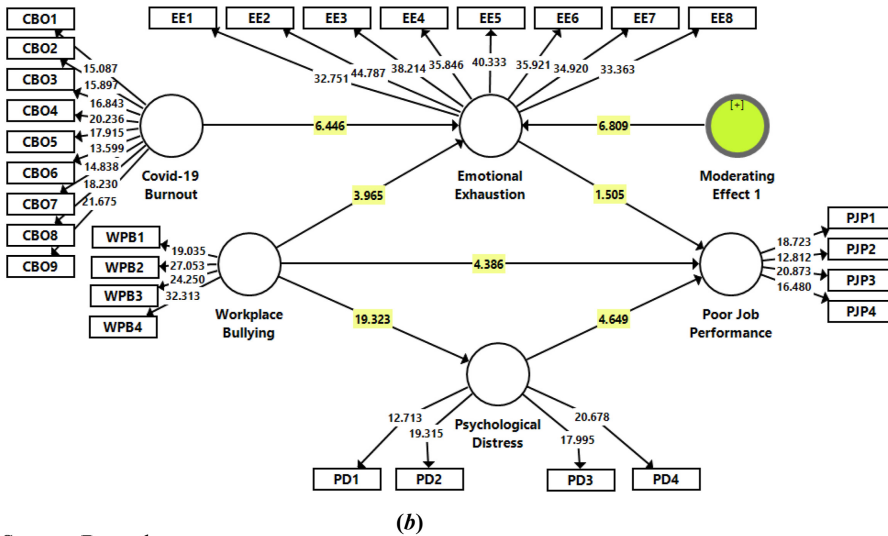 CBO1
CBO2
CBO3
CBO4
CBO5
CBO6
CBO7
CBO8
CBO9
15.087
15.897
16.843
20.236
17.915
13.599
14.838
18.230
21.675
Covid-19
Burnout
EE1
EE2
EE3
EE4
EE5
EE6
EE7
EE8
32.751
44.787
38.214
35.846
40.333
35.921
34.920
33.363
Emotional
Exhaustion
6.446
6.809
[+]
Moderating
Effect 1
3.965
1.505
WPB1
WPB2
WPB3
WPB4
19.035
27.053
24.250
32.313
Workplace
Bullying
4.386
PJP1
PJP2
PJP3
PJP4
18.723
12.812
20.873
16.480
Poor Job
Performance
19.323
4.649
Psychological
Distress
12.713
19.315
17.995
20.678
PD1
PD2
PD3
PD4
(b)